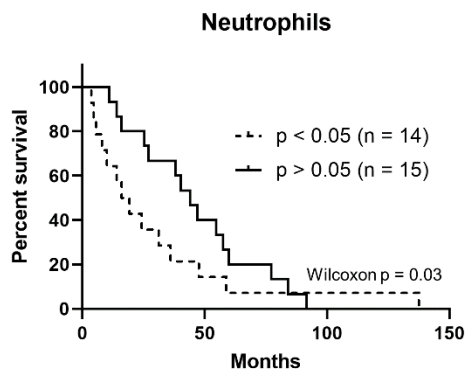 Neutrophils
Percent survival
100
80
60
40
20
0
p < 0.05 (n = 14)
p > 0.05 (n = 15)
Wilcoxon p = 0.03
0
50
100
150
Months